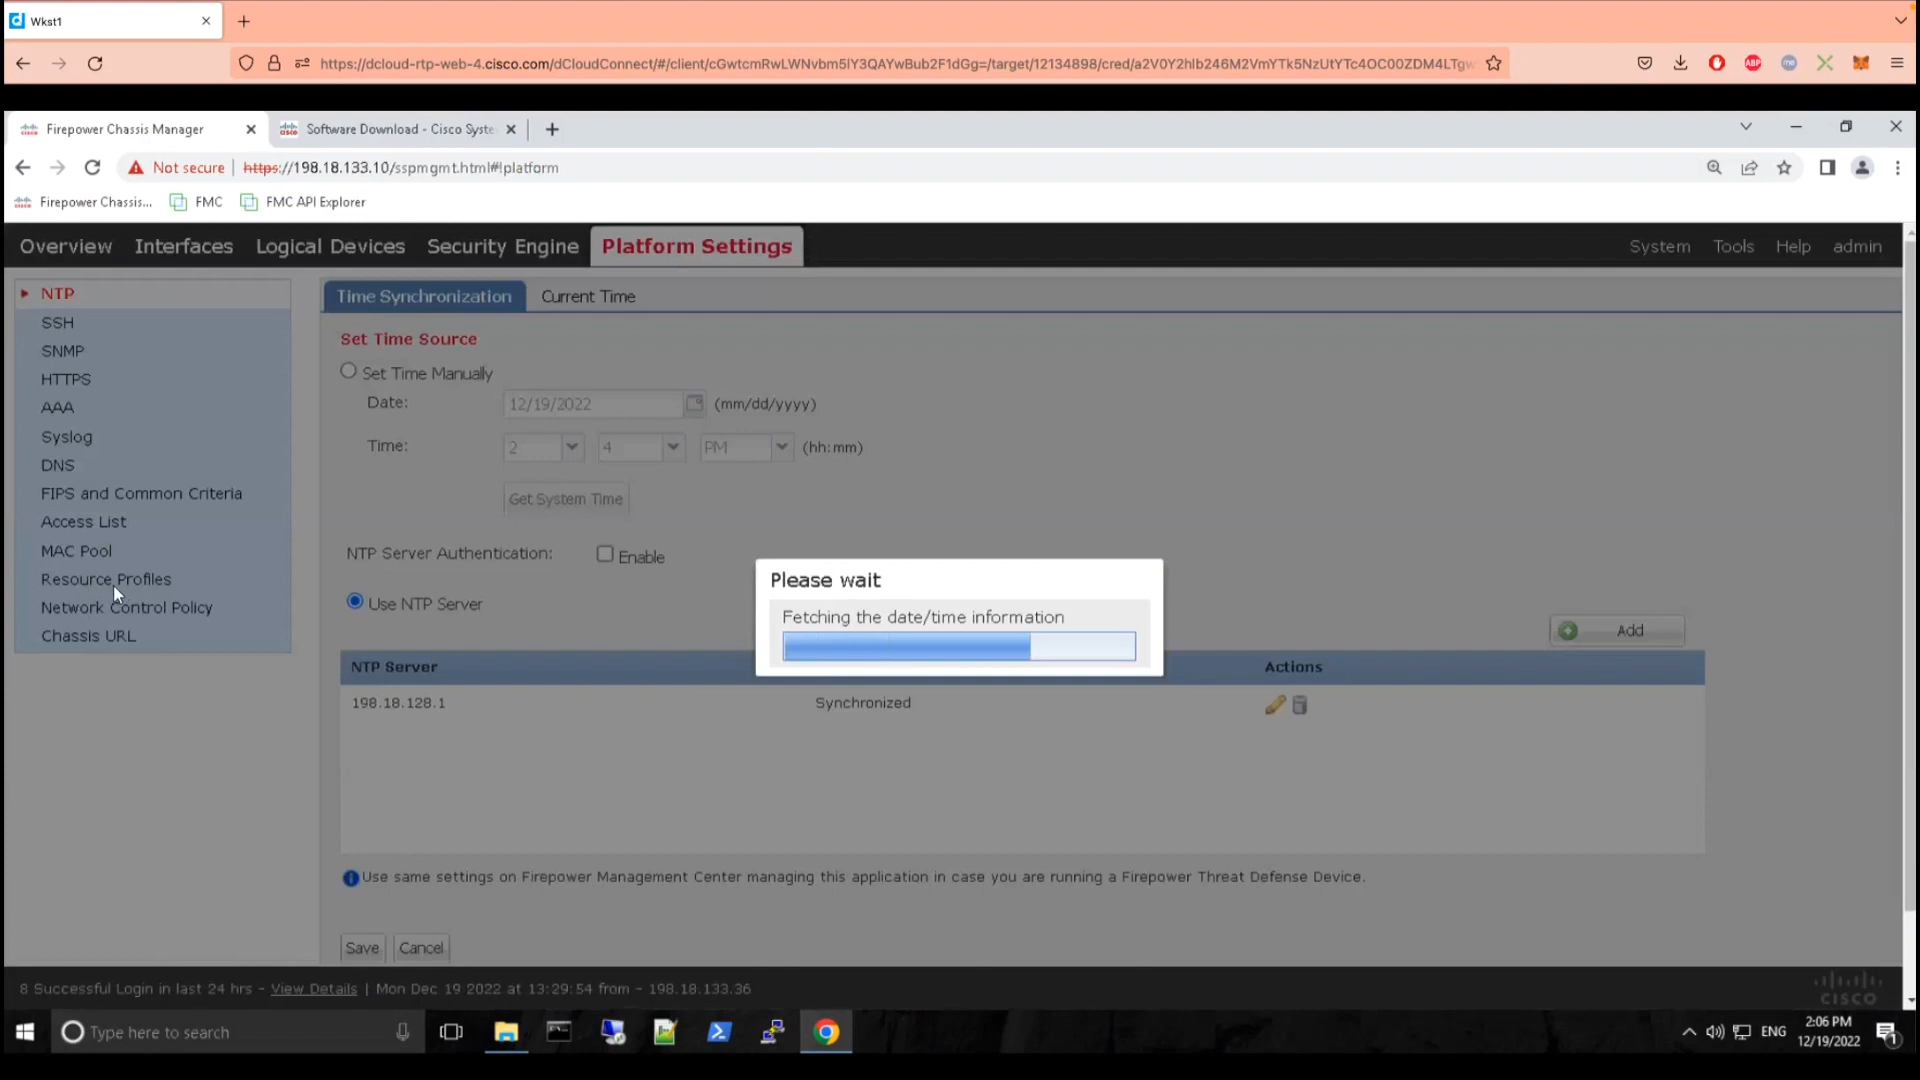 Wkst1
https://dcloud-rtp-web-4.cisco.com/dCloudConnect/#/client/
Firepower Chassis Manager
Software Download - Cisco Syste
Not secure
https://198.18.133.10/sspmgmt.html#!platform
Firepower Chassis...
FMC
FMC API Explorer
Overview
Interfaces
Logical Devices
Security Engine
Platform Settings
System
Tools
Help
admin
NTP
SSH
SNMP
HTTPS
AAA
Syslog
DNS
FIPS and Common Criteria
Access List
MAC Pool
Resource Profiles
Network Control Policy
Chassis URL
Time Synchronization
Current Time
Set Time Source
Set Time Manually
Date:
12/19/2022
(mm/dd/yyyy)
Time:
2
4
PM
(hh:mm)
Get System Time
NTP Server Authentication:
Enable
Use NTP Server
Please wait
Fetching the date/time information
Add
NTP Server
Actions
198.18.128.1
Synchronized
Use same settings on Firepower Management Center managing this application in case you are running a Firepower Threat Defense Device.
Save
Cancel
8 Successful Login in last 24 hrs - View Details | Mon Dec 19 2022 at 13:29:54 from - 198.18.133.36
CISCO
Type here to search
ENG
2:06 PM
12/19/2022
1
ABP